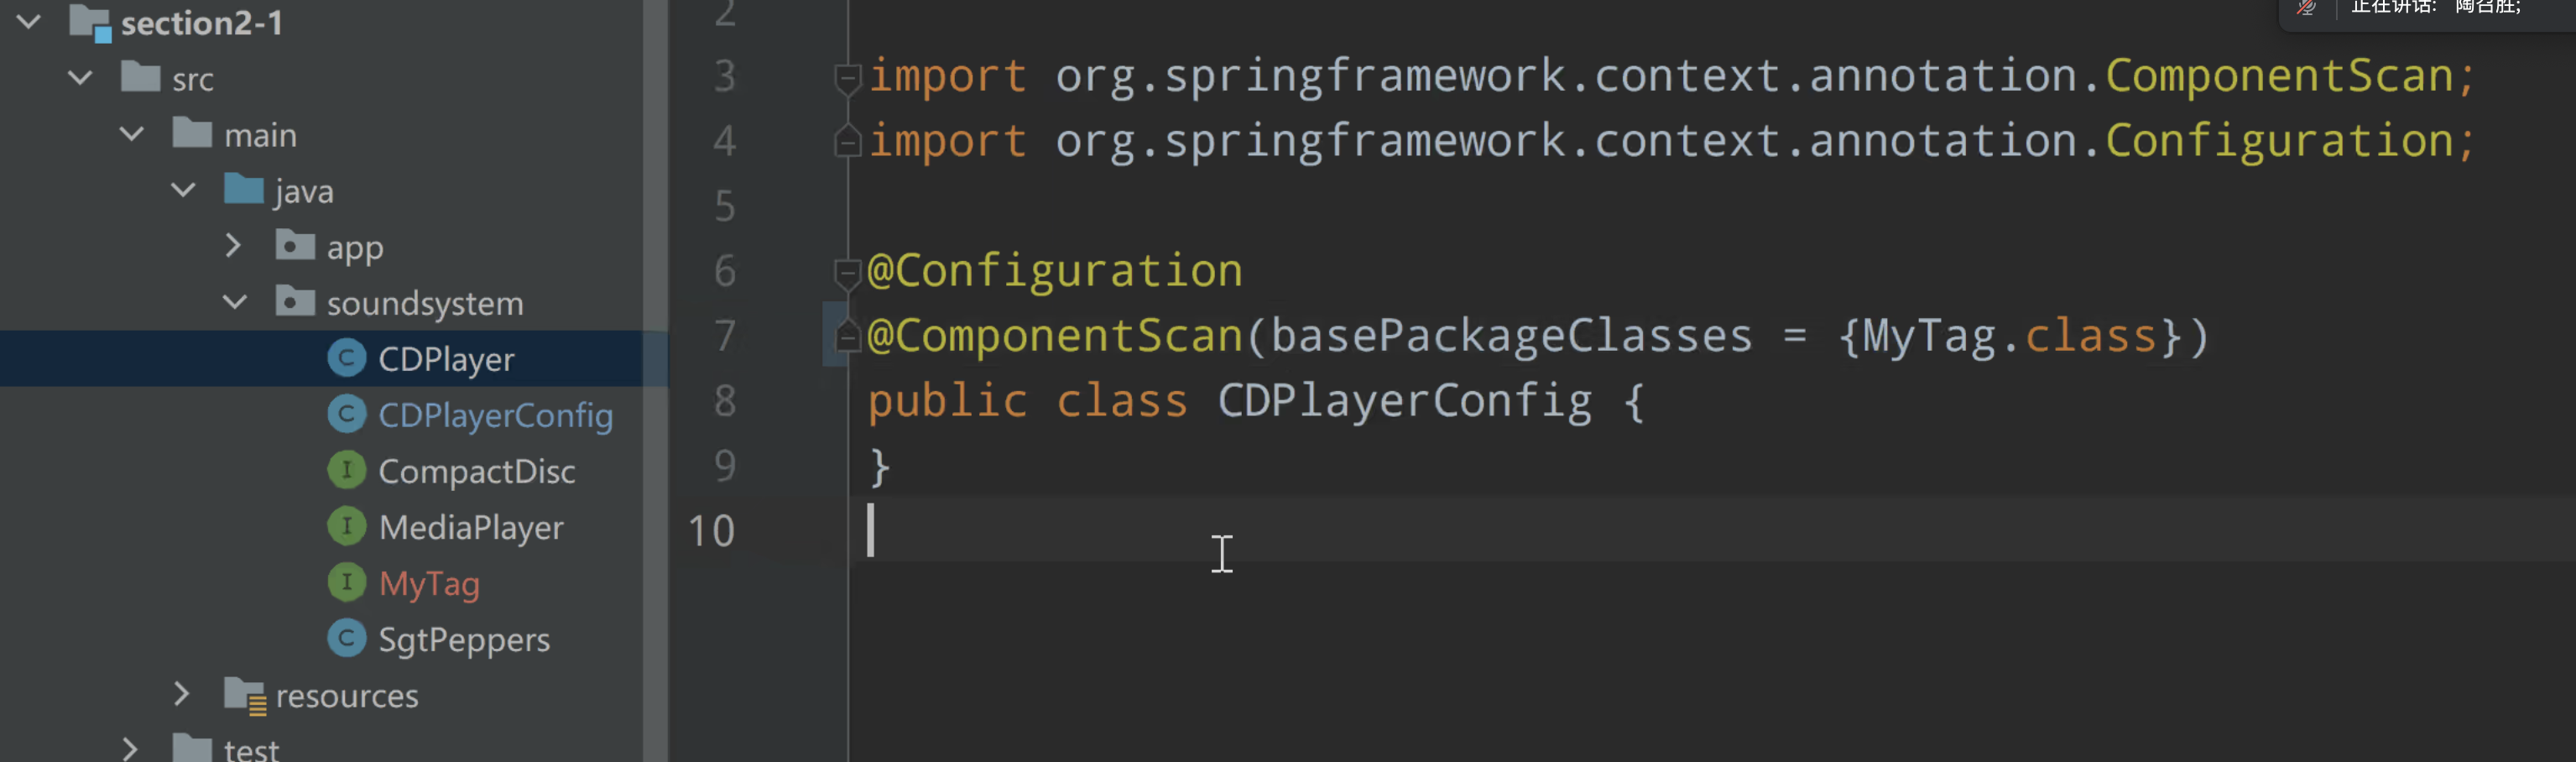 section2-1
src
main
java
app
soundsystem
CDPlayer
CDPlayerConfig
CompactDisc
MediaPlayer
MyTag
SgtPeppers
resources
test
2
3 import org.springframework.context.annotation.ComponentScan;
4 import org.springframework.context.annotation.Configuration;
5
6 @Configuration
7 @ComponentScan(basePackageClasses = {MyTag.class})
8 public class CDPlayerConfig {
9 }
10
正在讲话: 陶召胜;